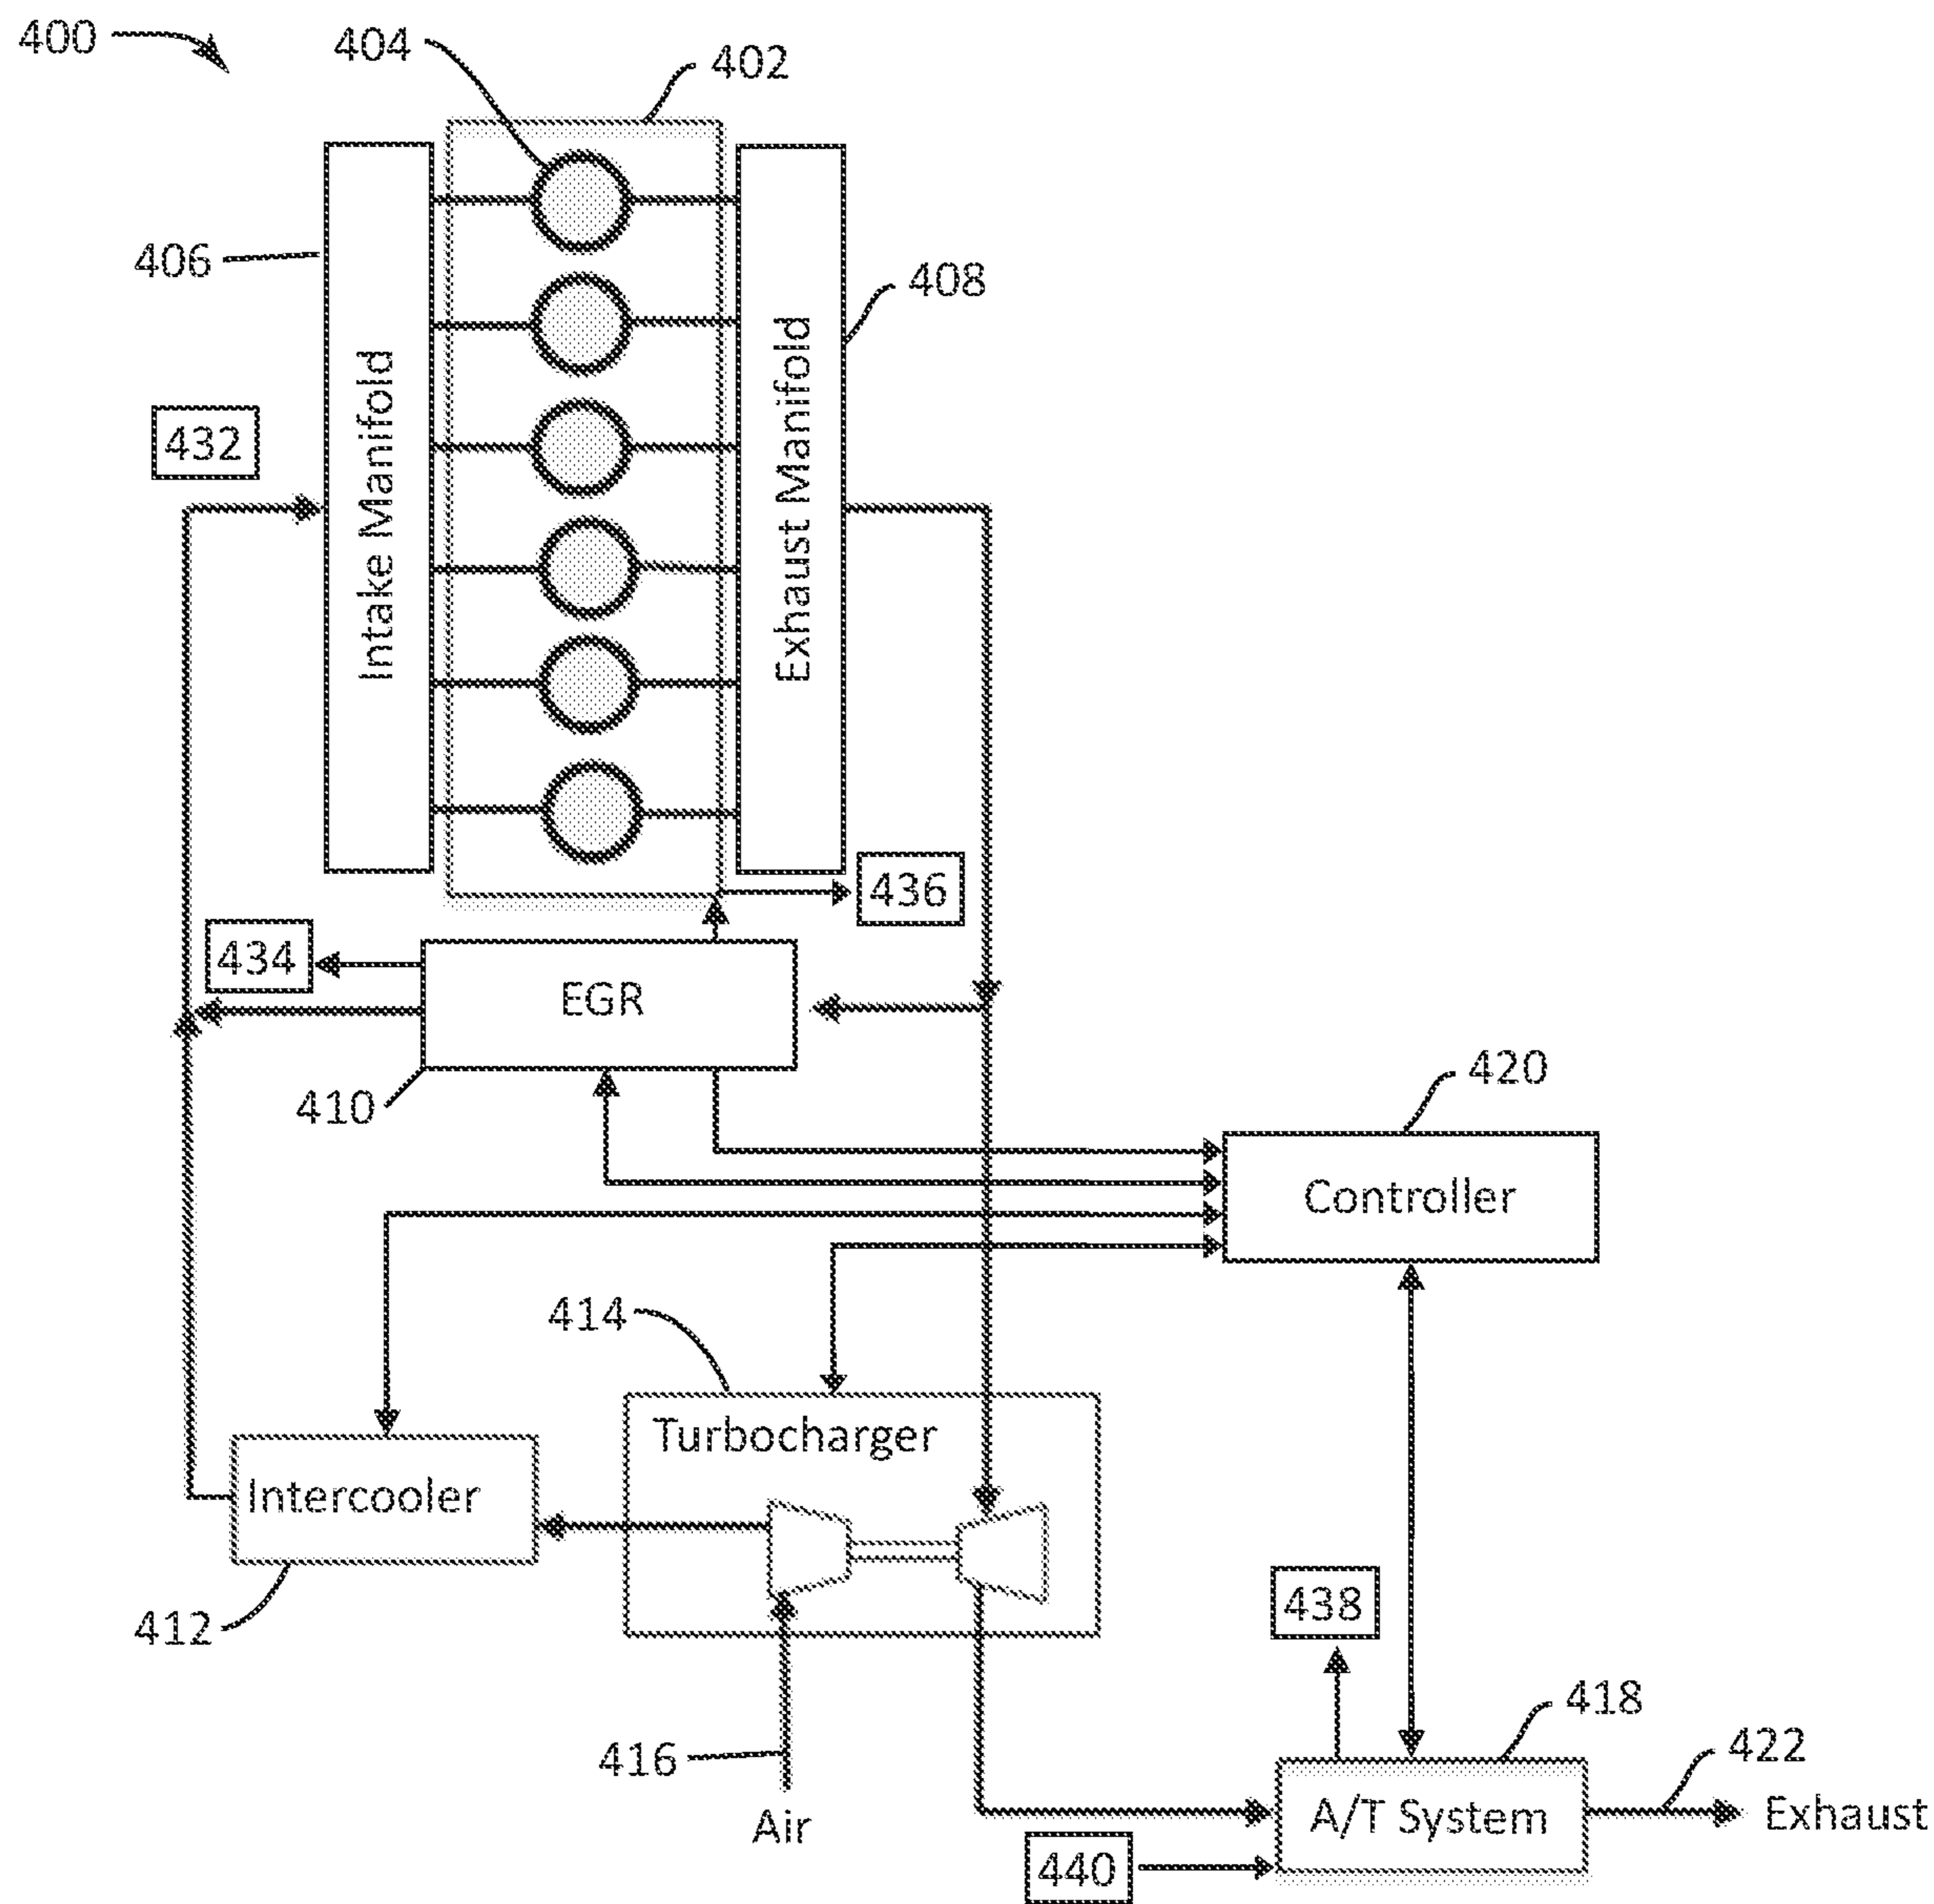 400
404
402
406
408
432
Intake Manifold
Exhaust Manifold
436
434
EGR
410
420
Controller
414
Turbocharger
Intercooler
412
438
416
418
422
Air
A/T System
Exhaust
440